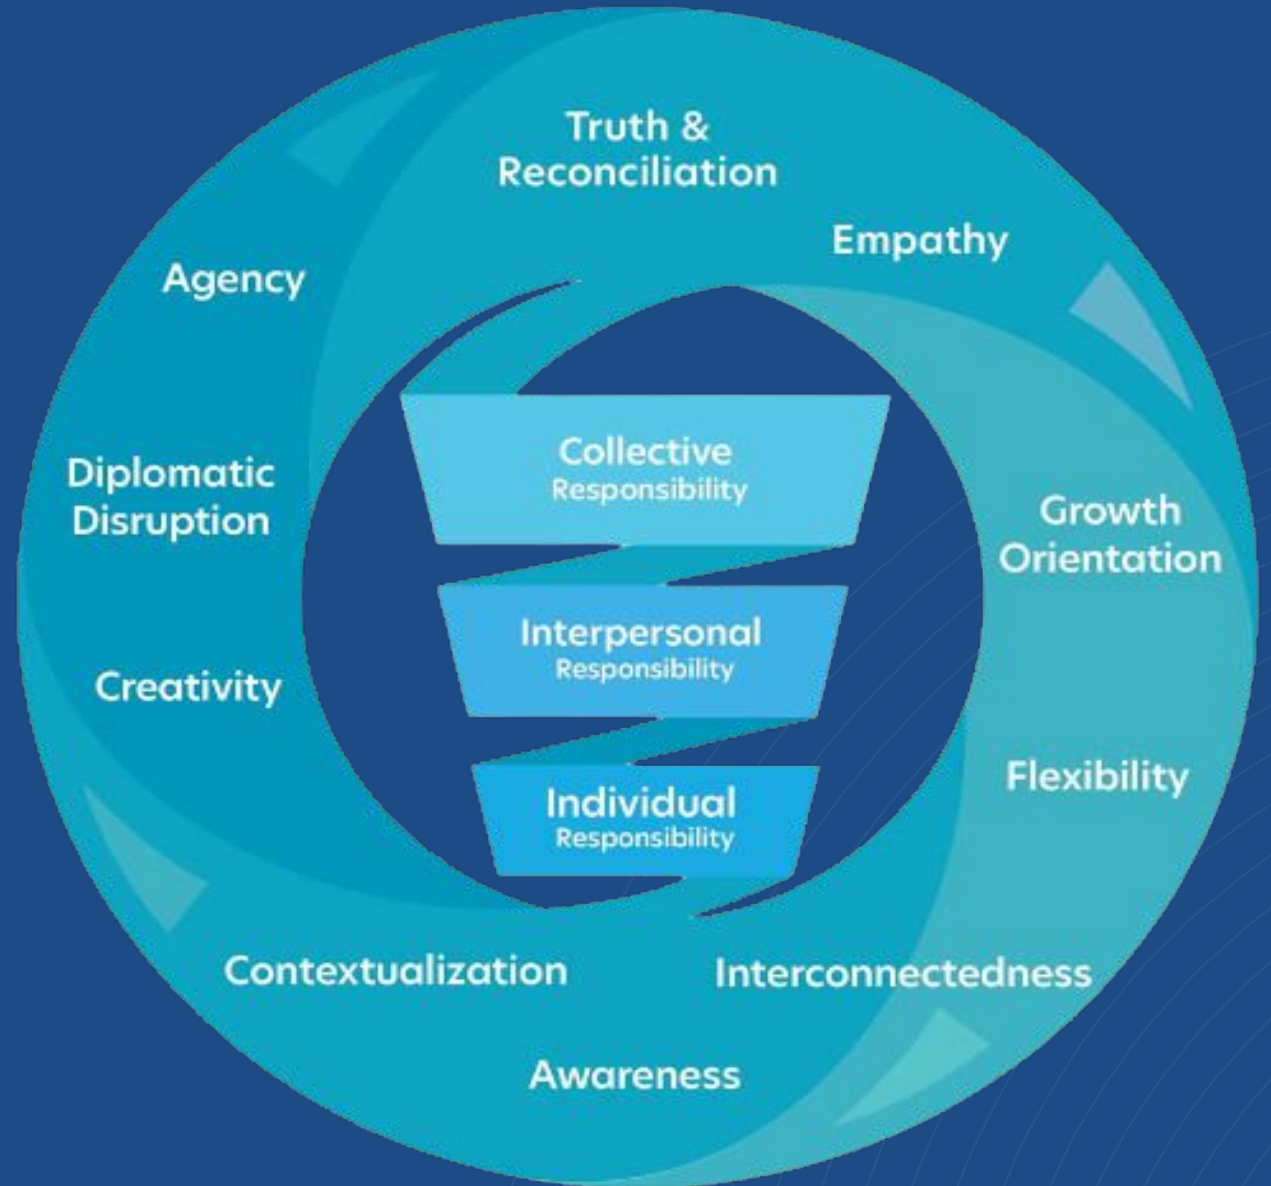 Truth &
Reconciliation
Empathy
Agency
Collective
Responsibility
Diplomatic
Disruption
Growth
Orientation
Interpersonal
Responsibility
Creativity
Flexibility
Individual
Responsibility
Contextualization
Interconnectedness
Awareness